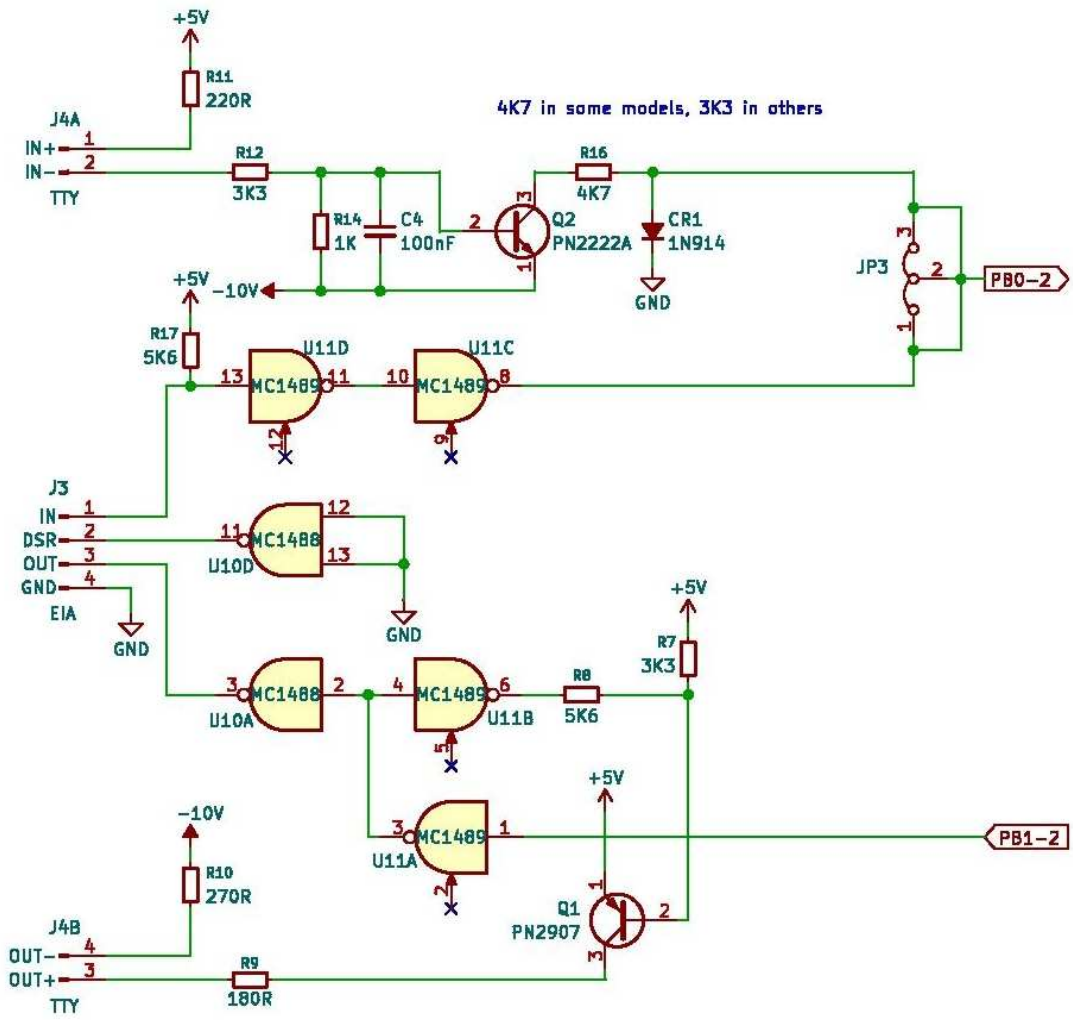 +5V
R11
220R
4K7 in some models, 3K3 in others
J4A
IN+ 1
IN- 2
TTY
R12
3K3
R14
1K
C4
100nF
2
3
1
Q2
PN2222A
R16
4K7
CR1
1N914
GND
JP3
3
2
1
PB0-2
+5V
-10V
R17
5K6
U11D
13 MC1489 11
12
U11C
10 MC1489 8
9
J3
IN 1
DSR 2
OUT 3
GND 4
EIA
GND
11 MC1488 12
13
U10D
GND
+5V
R7
3K3
3 MC1488 2
U10A
4 MC1489 6
5
U11B
R8
5K6
+5V
3 MC1489 1
U11A
2
PB1-2
-10V
R10
270R
Q1
PN2907
1
2
3
J4B
OUT- 4
OUT+ 3
TTY
R9
180R